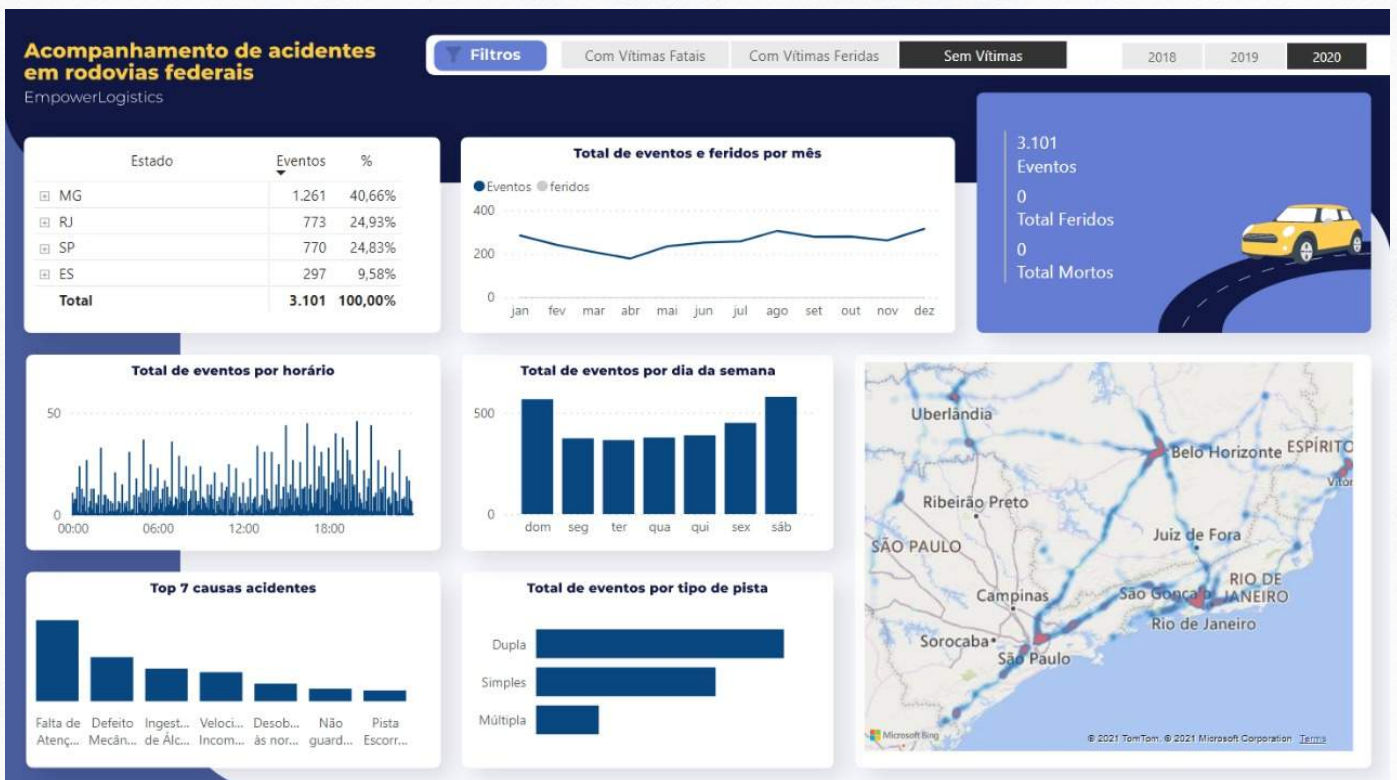 Acompanhamento de acidentes
em rodovias federais
EmpowerLogistics
Filtros
Com Vítimas Fatais
Com Vítimas Feridas
Sem Vítimas
2018
2019
2020
Estado Eventos %
MG 1.261 40,66%
RJ 773 24,93%
SP 770 24,83%
ES 297 9,58%
Total 3.101 100,00%
Total de eventos e feridos por mês
Eventos feridos
400
200
0
jan fev mar abr mai jun jul ago set out nov dez
3.101
Eventos
0
Total Feridos
0
Total Mortos
Total de eventos por horário
50
0
00:00 06:00 12:00 18:00
Total de eventos por dia da semana
500
0
dom seg ter qua qui sex sáb
Uberlândia
Belo Horizonte
ESPÍRITO
Vitór
Ribeirão Preto
SÃO PAULO
Juiz de Fora
Campinas
São Gonçalo
RIO DE
JANEIRO
Rio de Janeiro
Sorocaba
São Paulo
Microsoft Bing
© 2021 TomTom, © 2021 Microsoft Corporation Terms
Top 7 causas acidentes
Falta de Defeito Ingest... Veloci... Desob... Não Pista
Atenç... Mecân... de Álc... Incom... às nor... guard... Escorr...
Total de eventos por tipo de pista
Dupla
Simples
Múltipla